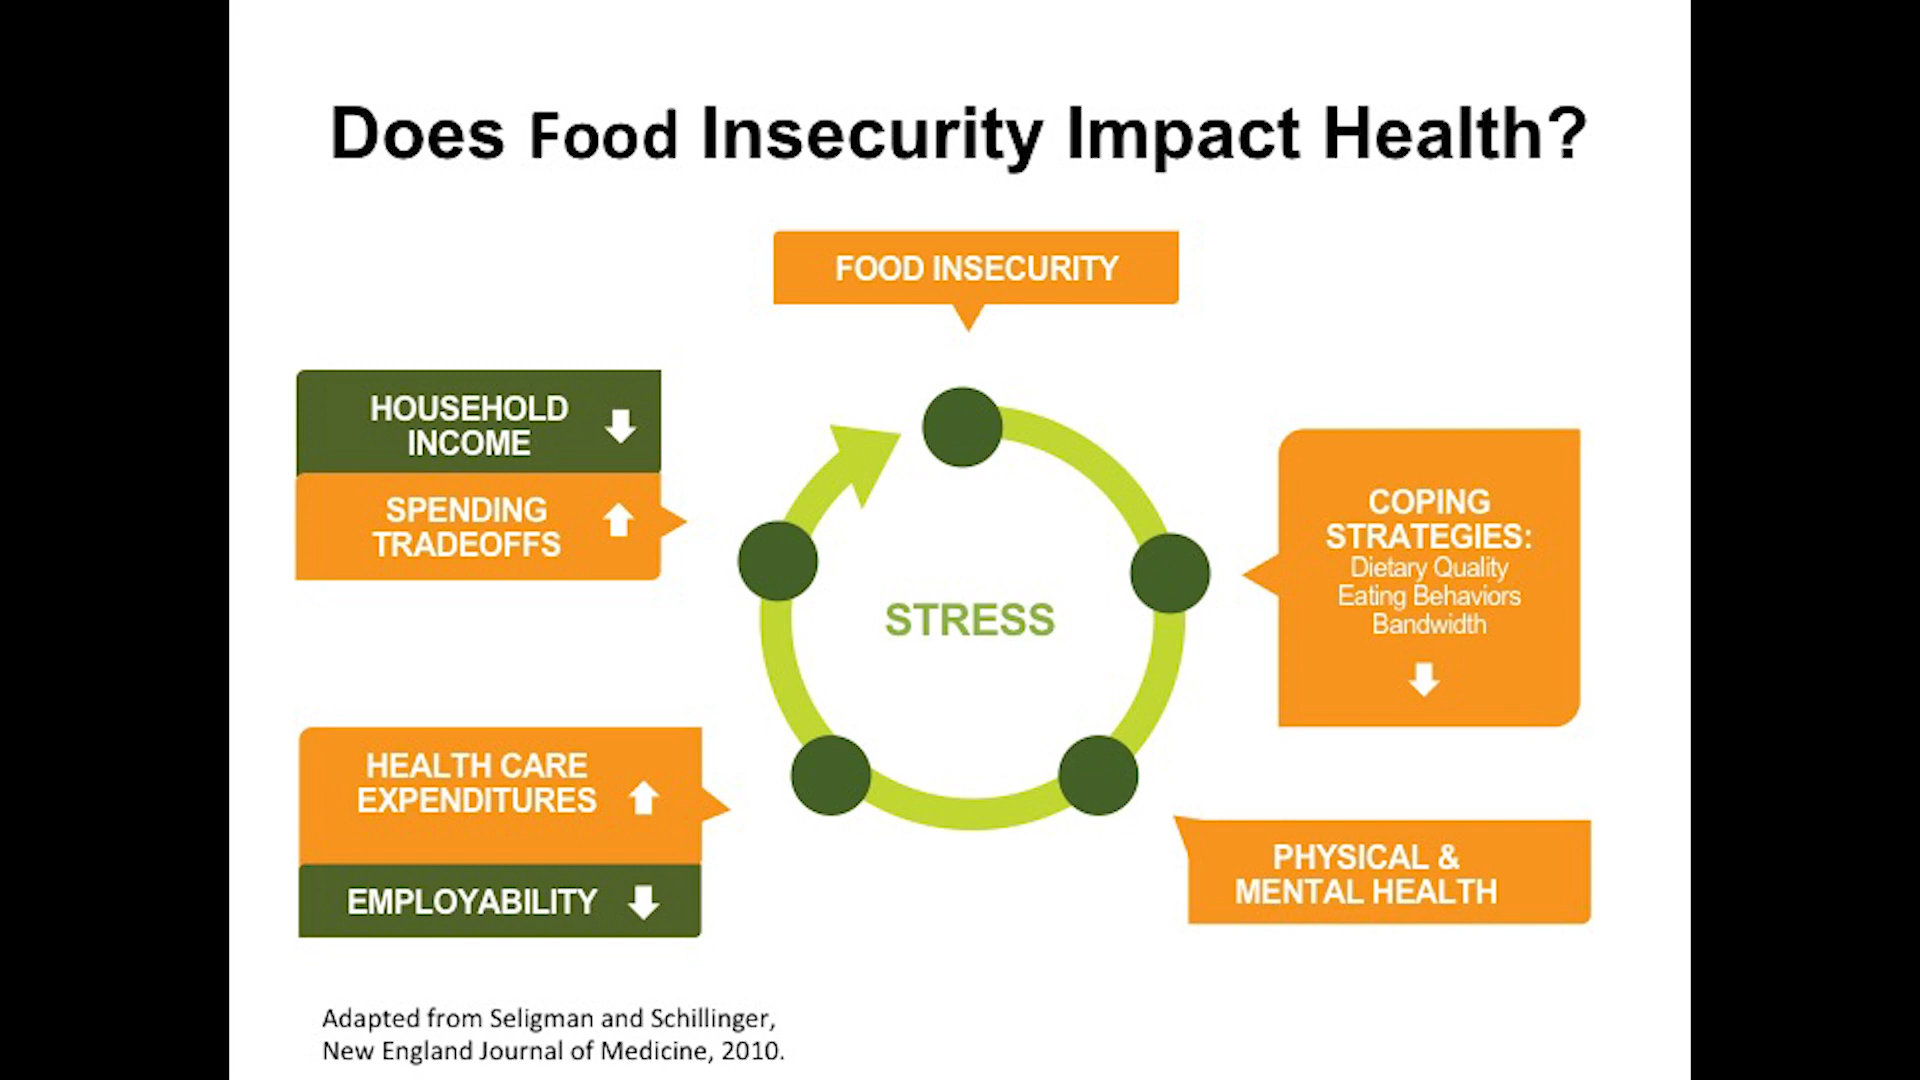 Does Food Insecurity Impact Health?
FOOD INSECURITY
HOUSEHOLD
INCOME
SPENDING
TRADEOFFS
STRESS
COPING
STRATEGIES:
Dietary Quality
Eating Behaviors
Bandwidth
HEALTH CARE
EXPENDITURES
EMPLOYABILITY
PHYSICAL &
MENTAL HEALTH
Adapted from Seligman and Schillinger,
New England Journal of Medicine, 2010.